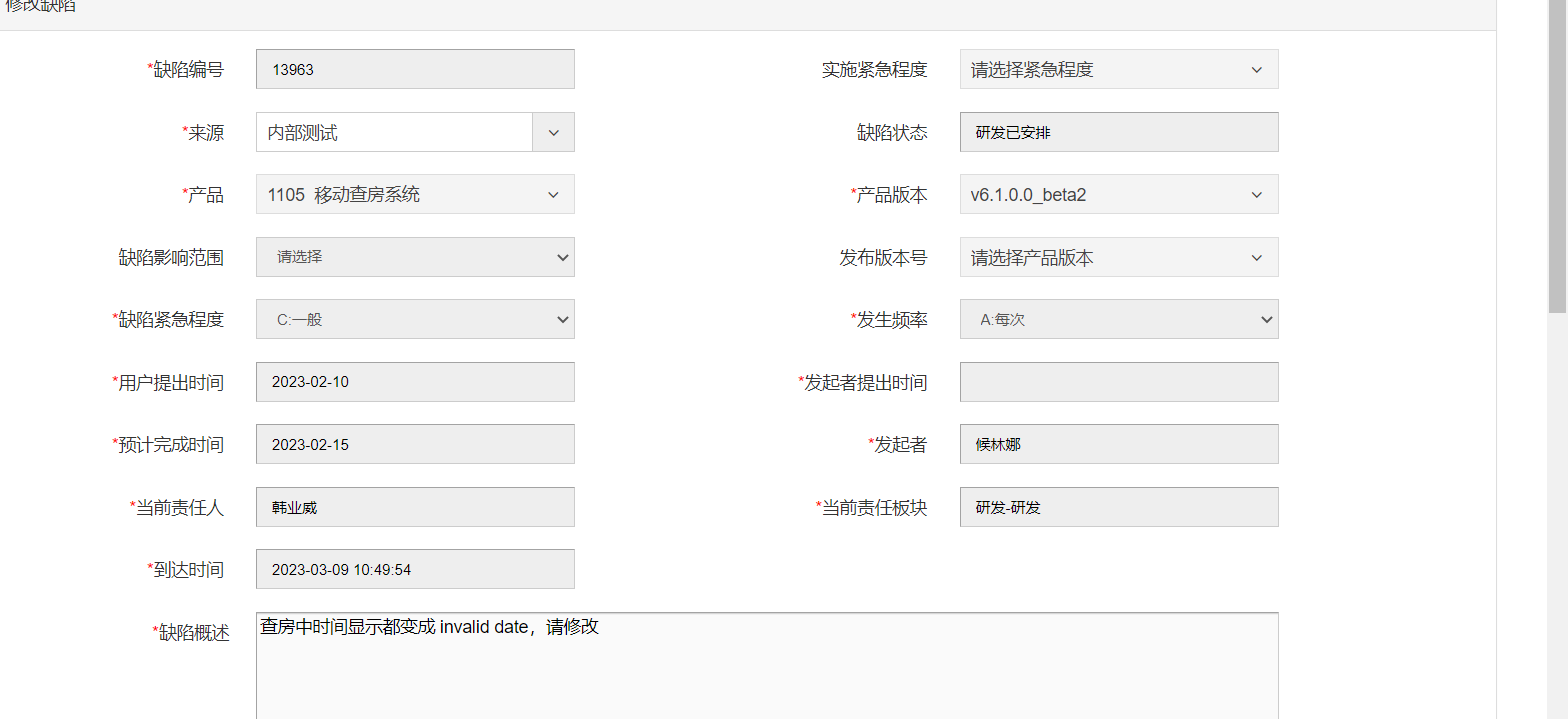 修改缺陷
*缺陷编号 13963 实施紧急程度 请选择紧急程度
*来源 内部测试 缺陷状态 研发已安排
*产品 1105 移动查房系统 *产品版本 v6.1.0.0_beta2
缺陷影响范围 请选择 发布版本号 请选择产品版本
*缺陷紧急程度 C:一般 *发生频率 A:每次
*用户提出时间 2023-02-10 *发起者提出时间
*预计完成时间 2023-02-15 *发起者 候林娜
*当前责任人 韩业威 *当前责任板块 研发-研发
*到达时间 2023-03-09 10:49:54
*缺陷概述 查房中时间显示都变成 invalid date，请修改